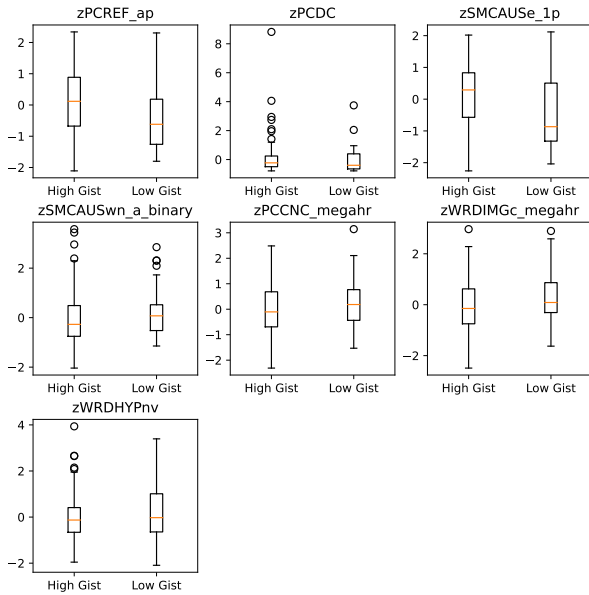 zPCREF_ap
zPCDC
zSMCAUSe_1p
2
1
0
−1
−2
High Gist
Low Gist
8
6
4
2
0
High Gist
Low Gist
2
1
0
−1
−2
High Gist
Low Gist
zSMCAUSwn_a_binary
zPCCNC_megahr
zWRDIMGc_megahr
2
0
−2
High Gist
Low Gist
3
2
1
0
−1
−2
High Gist
Low Gist
2
0
−2
High Gist
Low Gist
zWRDHYPnv
4
2
0
−2
High Gist
Low Gist